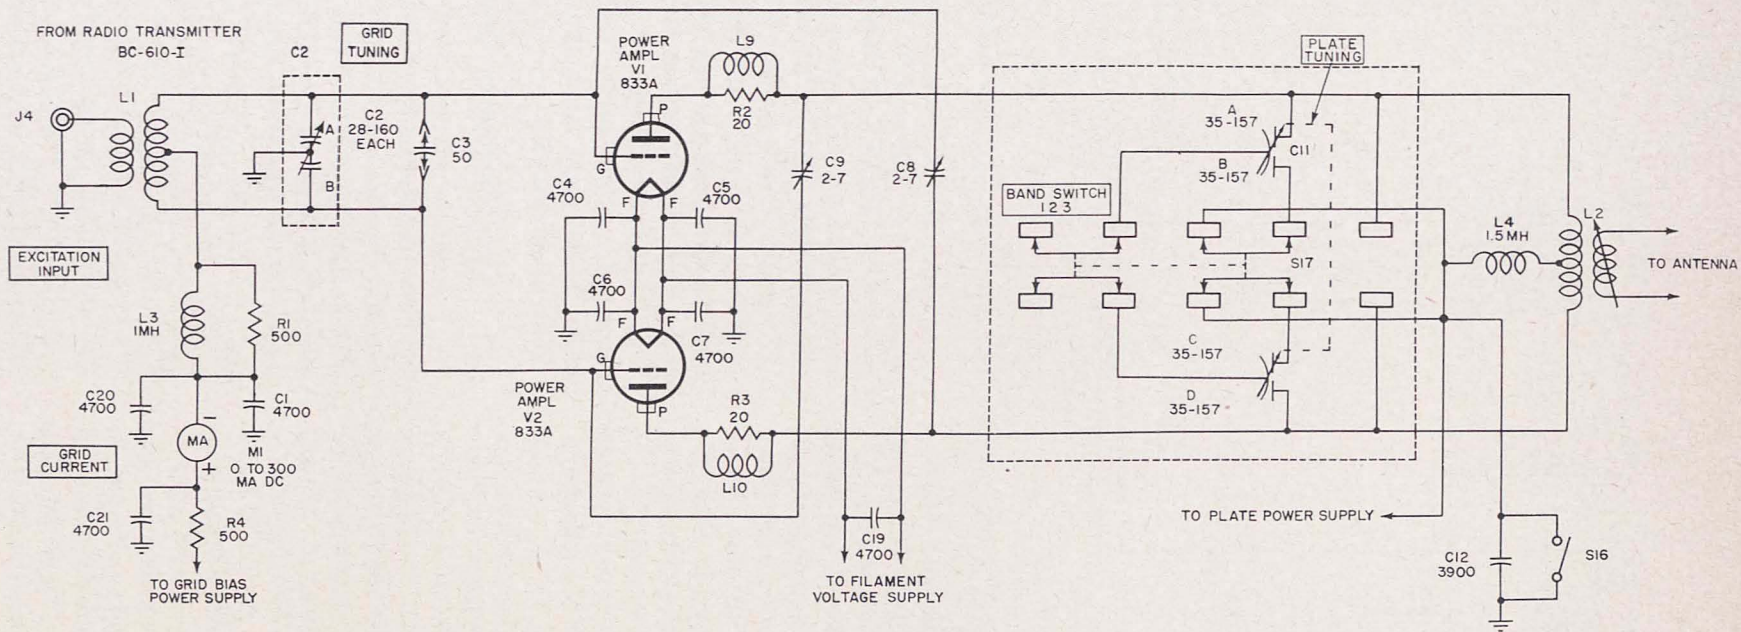 FROM RADIO TRANSMITTER
BC-610-I
J4
L1
C2
GRID
TUNING
A
C2
28-160
EACH
B
C3
50
EXCITATION
INPUT
L3
1MH
R1
500
C20
4700
C1
4700
-
MA
+
M1
0 TO 300
MA DC
GRID
CURRENT
C21
4700
R4
500
TO GRID BIAS
POWER SUPPLY
POWER
AMPL
V1
833A
P
G
F
F
L9
R2
20
C4
4700
C5
4700
C6
4700
C7
4700
F
F
G
P
POWER
AMPL
V2
833A
R3
20
L10
C9
2-7
C8
2-7
C19
4700
TO FILAMENT
VOLTAGE SUPPLY
PLATE
TUNING
A
35-157
C11
B
35-157
BAND SWITCH
1 2 3
S17
C
35-157
D
35-157
L4
1.5 MH
L2
TO ANTENNA
TO PLATE POWER SUPPLY
C12
3900
S16